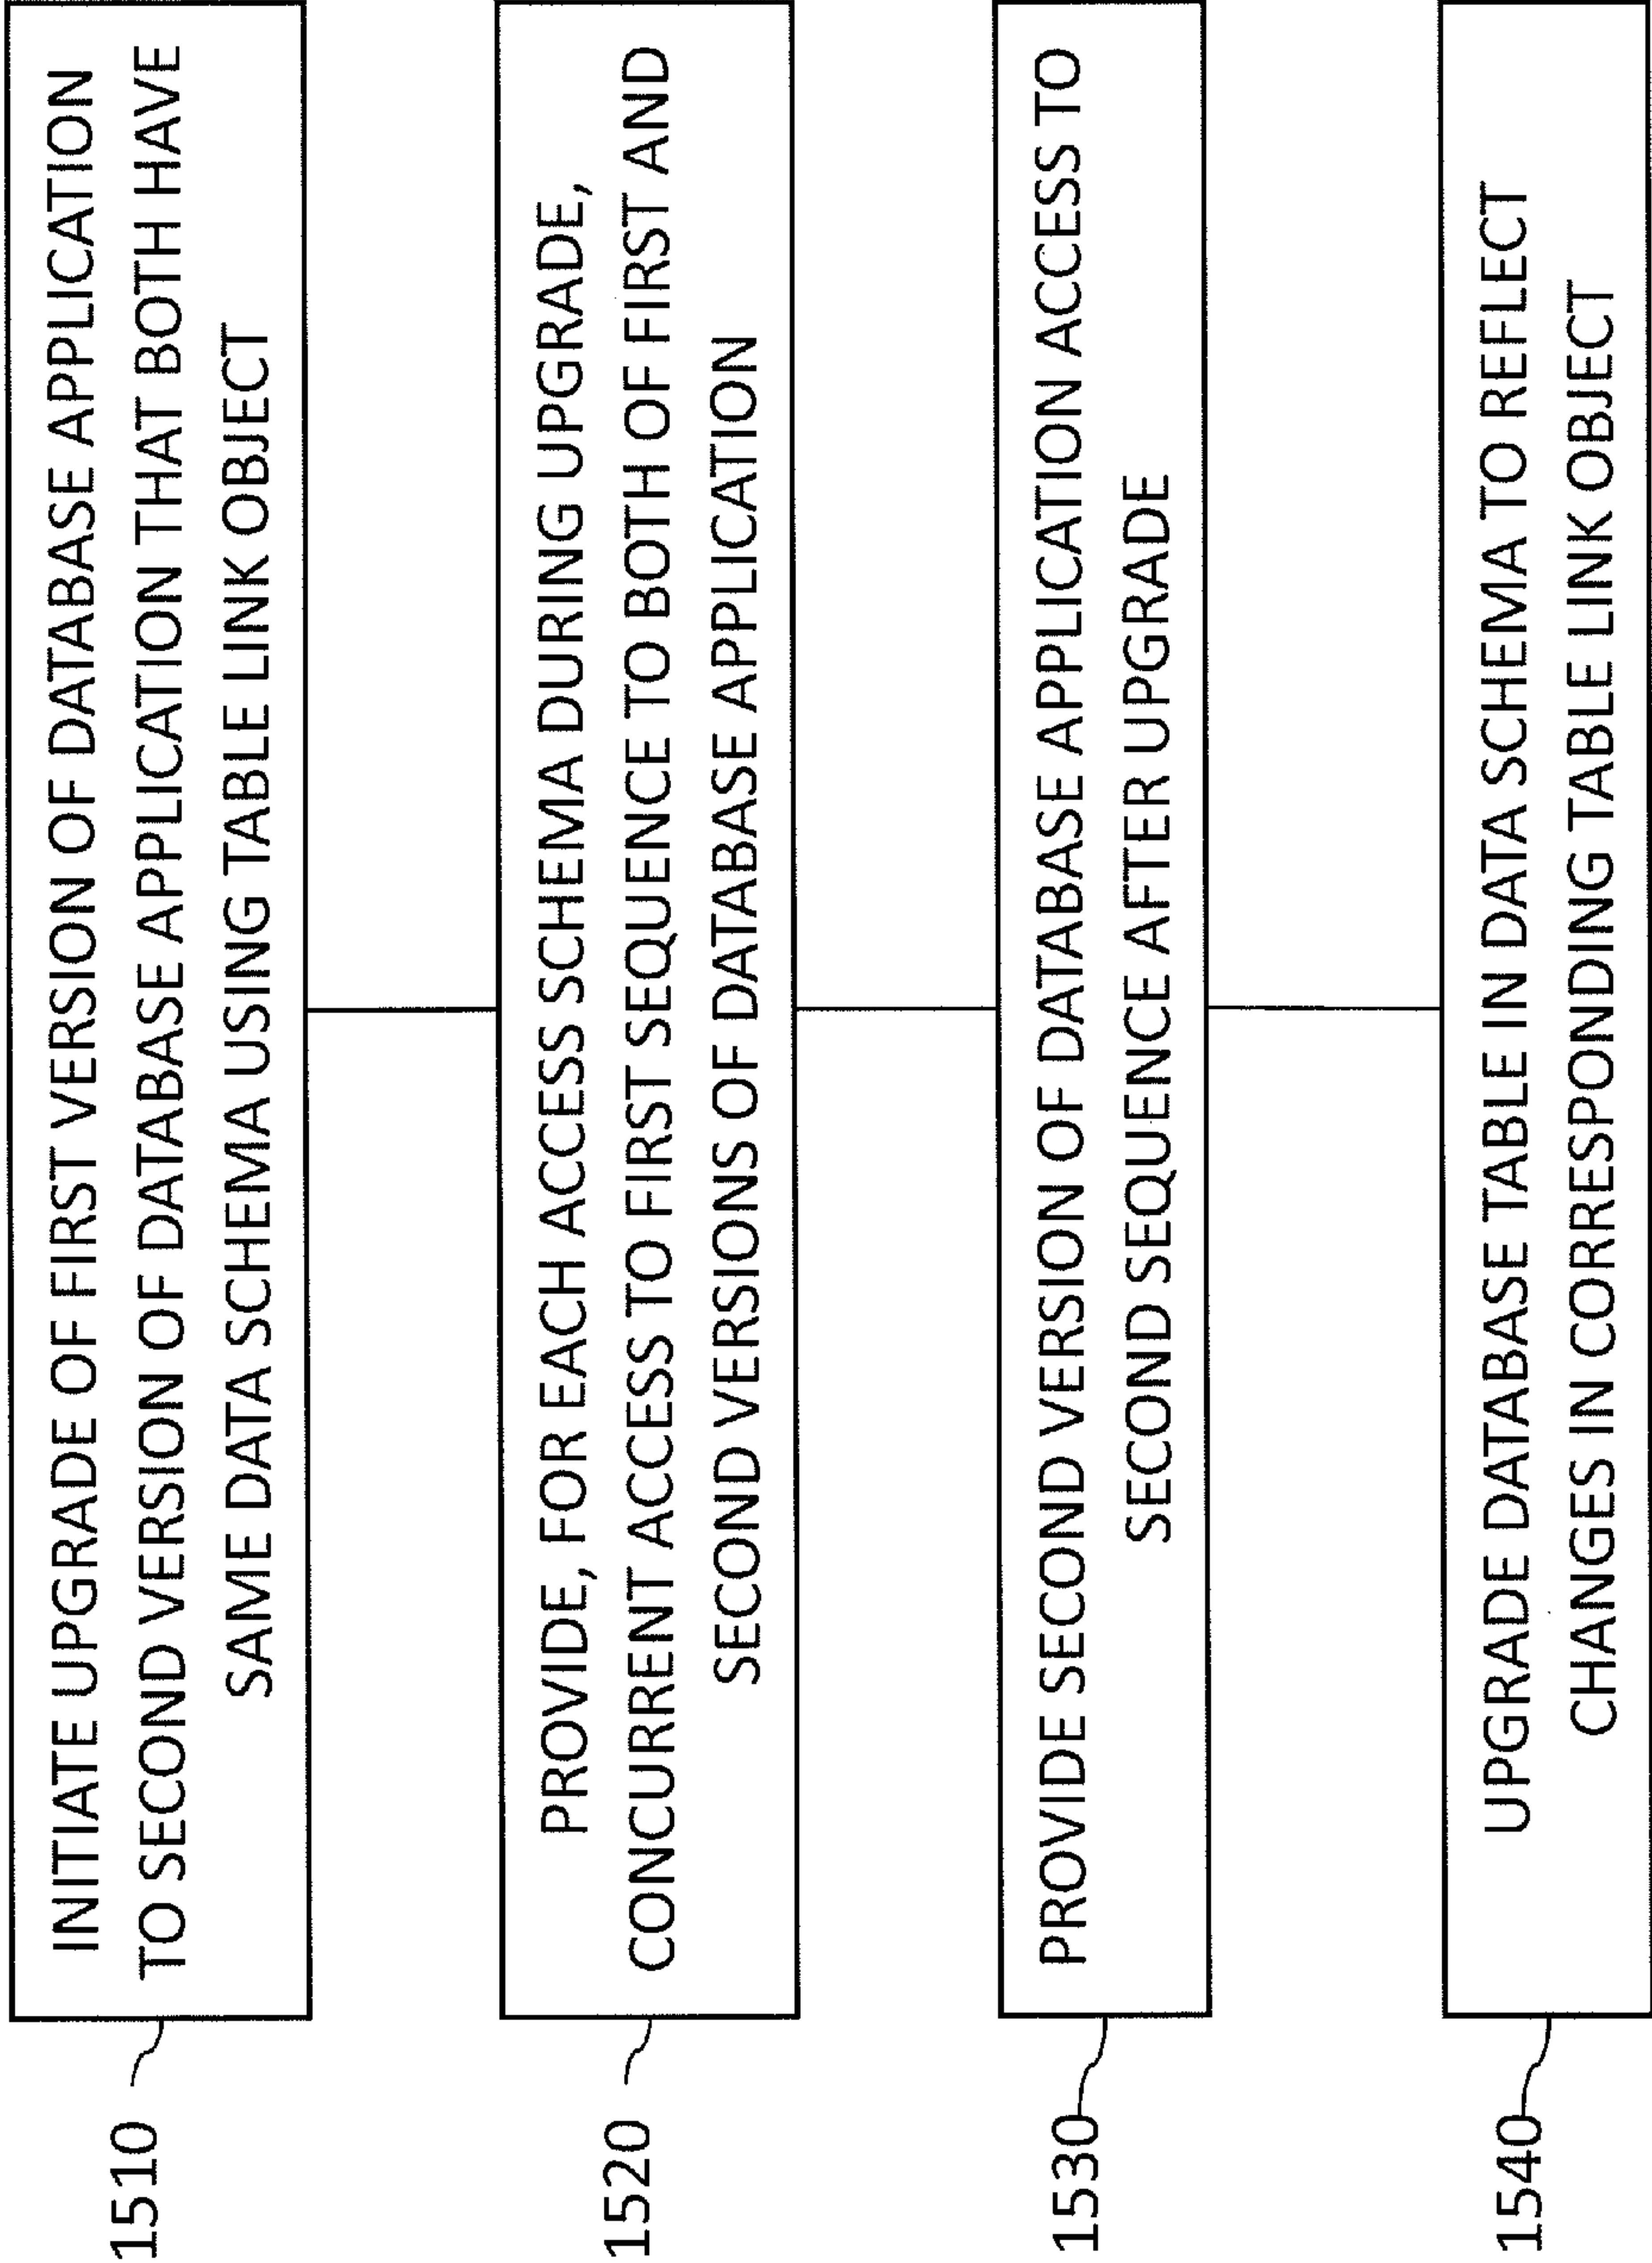 1510
INITIATE UPGRADE OF FIRST VERSION OF DATABASE APPLICATION
TO SECOND VERSION OF DATABASE APPLICATION THAT BOTH HAVE
SAME DATA SCHEMA USING TABLE LINK OBJECT
1520
PROVIDE, FOR EACH ACCESS SCHEMA DURING UPGRADE,
CONCURRENT ACCESS TO FIRST SEQUENCE TO BOTH OF FIRST AND
SECOND VERSIONS OF DATABASE APPLICATION
1530
PROVIDE SECOND VERSION OF DATABASE APPLICATION ACCESS TO
SECOND SEQUENCE AFTER UPGRADE
1540
UPGRADE DATABASE TABLE IN DATA SCHEMA TO REFLECT
CHANGES IN CORRESPONDING TABLE LINK OBJECT